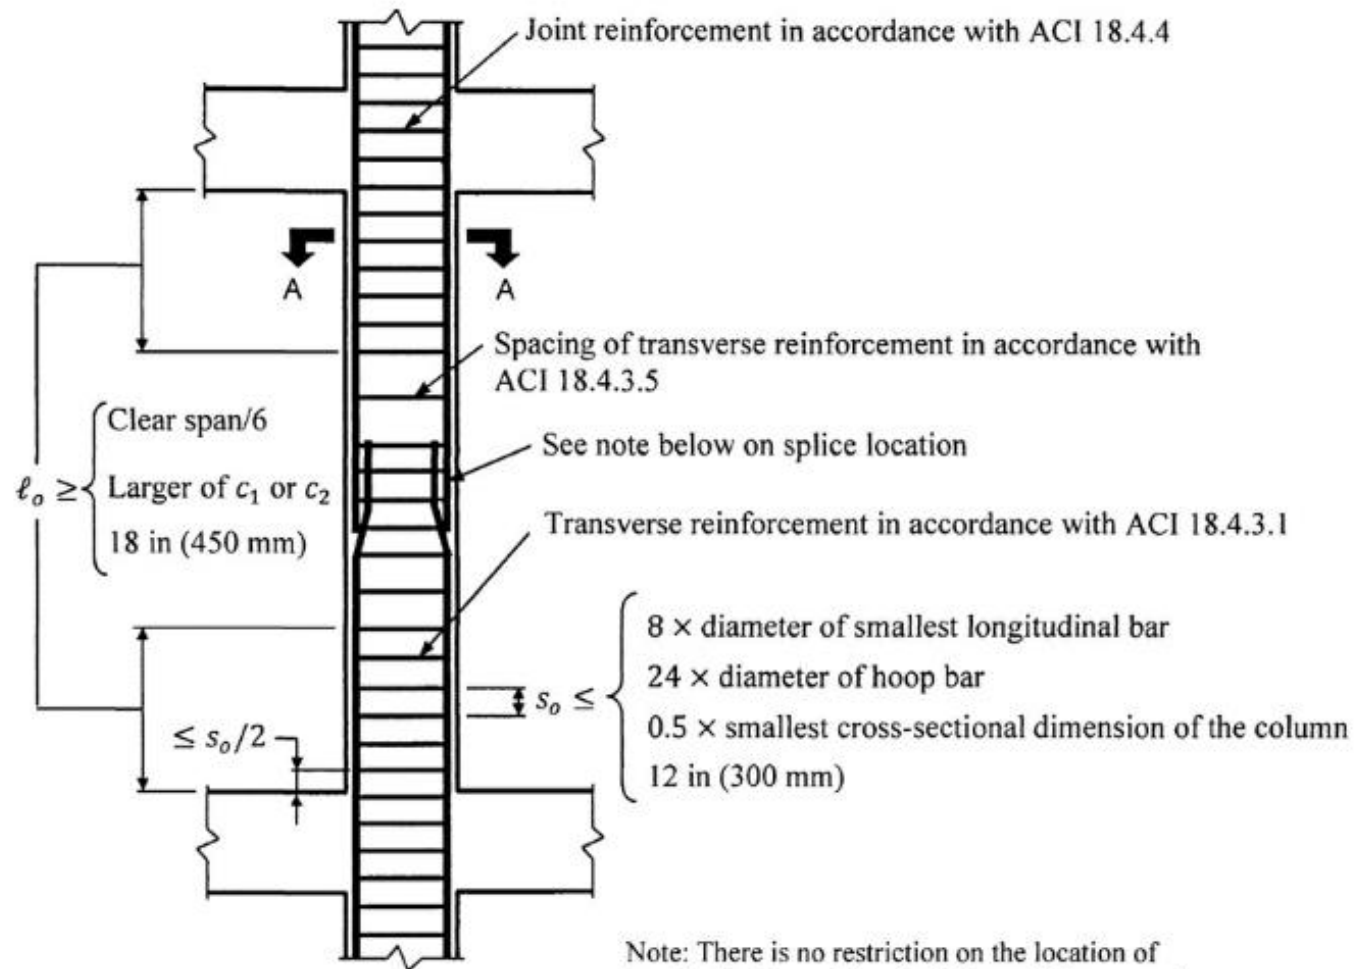 Joint reinforcement in accordance with ACI 18.4.4
A
A
Spacing of transverse reinforcement in accordance with
ACI 18.4.3.5
Clear span/6
See note below on splice location
ℓₒ ≥
Larger of c₁ or c₂
18 in (450 mm)
Transverse reinforcement in accordance with ACI 18.4.3.1
8 × diameter of smallest longitudinal bar
24 × diameter of hoop bar
sₒ ≤
0.5 × smallest cross-sectional dimension of the column
≤ sₒ/2
12 in (300 mm)
Note: There is no restriction on the location of